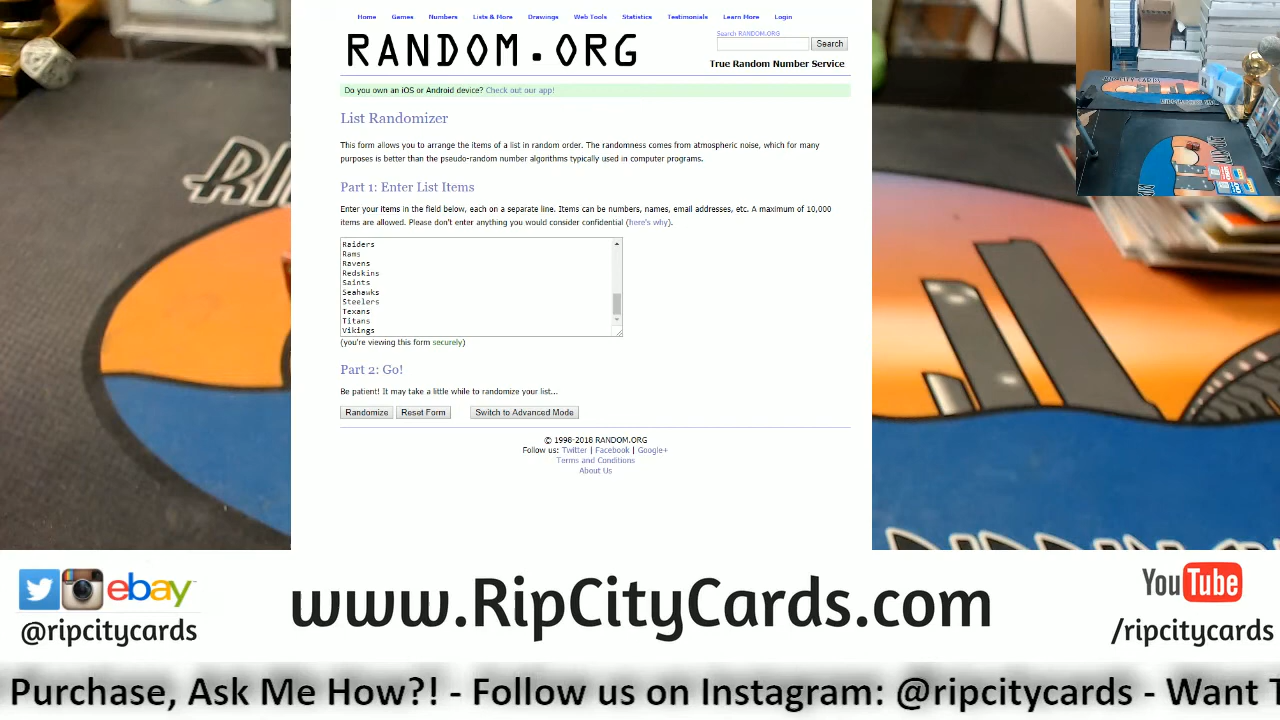 Home Games Numbers Lists & More Drawings Web Tools Statistics Testimonials Learn More Login
RANDOM.ORG
Search RANDOM.ORG
Search
True Random Number Service
Do you own an iOS or Android device? Check out our app!
List Randomizer
This form allows you to arrange the items of a list in random order. The randomness comes from atmospheric noise, which for many
purposes is better than the pseudo-random number algorithms typically used in computer programs.
Part 1: Enter List Items
Enter your items in the field below, each on a separate line. Items can be numbers, names, email addresses, etc. A maximum of 10,000
items are allowed. Please don't enter anything you would consider confidential (here's why).
Raiders
Rams
Ravens
Redskins
Saints
Seahawks
Steelers
Texans
Titans
Vikings
(you're viewing this form securely)
Part 2: Go!
Be patient! It may take a little while to randomize your list...
Randomize Reset Form Switch to Advanced Mode
© 1998-2018 RANDOM.ORG
Follow us: Twitter | Facebook | Google+
Terms and Conditions
About Us
ebay
@ripcitycards
www.RipCityCards.com
YouTube
/ripcitycards
Purchase, Ask Me How?! - Follow us on Instagram: @ripcitycards - Want